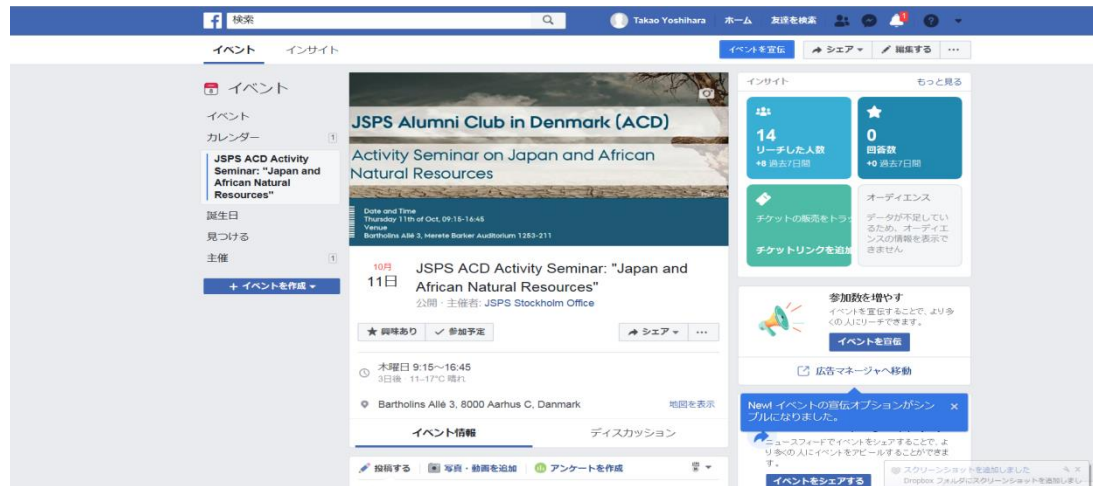 検索
Takao Yoshihara
ホーム
友達を検索
イベント
インサイト
イベントを宣伝
シェア
編集する
イベント
イベント
カレンダー 1
JSPS ACD Activity
Seminar: "Japan and
African Natural
Resources"
誕生日
見つける
主催 1
+ イベントを作成
JSPS Alumni Club in Denmark (ACD)
Activity Seminar on Japan and African
Natural Resources
Date and Time
Thursday 11th of Oct, 09:15-16:45
Venue
Bartholins Allé 3, Merete Barker Auditorium 1253-211
10月
11日
JSPS ACD Activity Seminar: "Japan and
African Natural Resources"
公開 · 主催者: JSPS Stockholm Office
興味あり
参加予定
シェア
木曜日 9:15～16:45
3日後 · 11–17°C 晴れ
Bartholins Allé 3, 8000 Aarhus C, Danmark
地図を表示
イベント情報
ディスカッション
投稿する
写真・動画を追加
アンケートを作成
インサイト
もっと見る
14
リーチした人数
+8 過去7日間
0
回答数
+0 過去7日間
チケットの販売をトラッ
チケットリンクを追加
オーディエンス
データが不足してい
るため、オーディエ
ンスの情報を表示で
きません
参加数を増やす
イベントを宣伝することで、より多
くの人にリーチできます。
イベントを宣伝
広告マネージャへ移動
New! イベントの宣伝オプションがシン
プルになりました。
ニュースフィードでイベントをシェアすることで、よ
り多くの人にイベントをアピールすることができま
す。
イベントをシェアする
スクリーンショットを追加しました
Dropbox フォルダにスクリーンショットを追加しまし